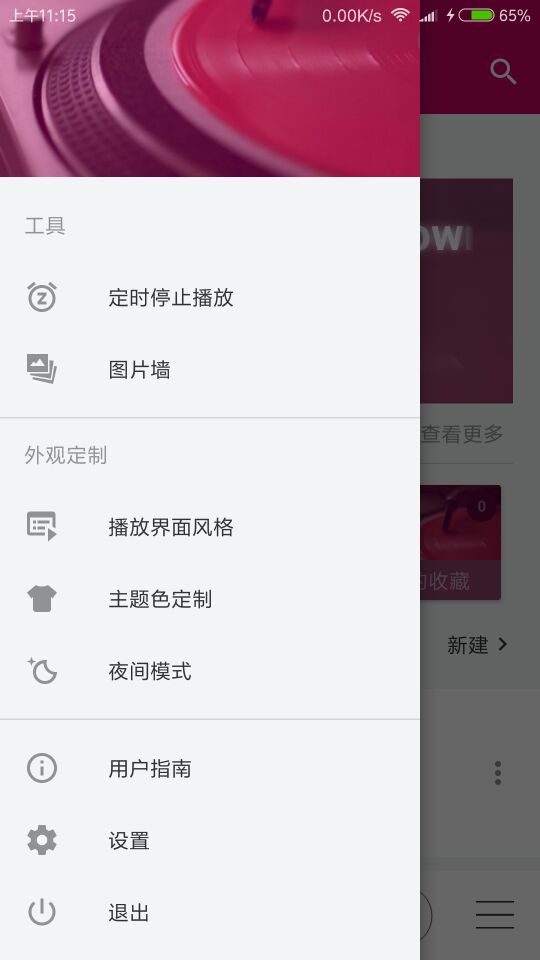 上午11:15 0.00K/s 65%
工具
定时停止播放
图片墙
查看更多
外观定制
0
播放界面风格
收藏
主题色定制
新建
夜间模式
用户指南
设置
退出